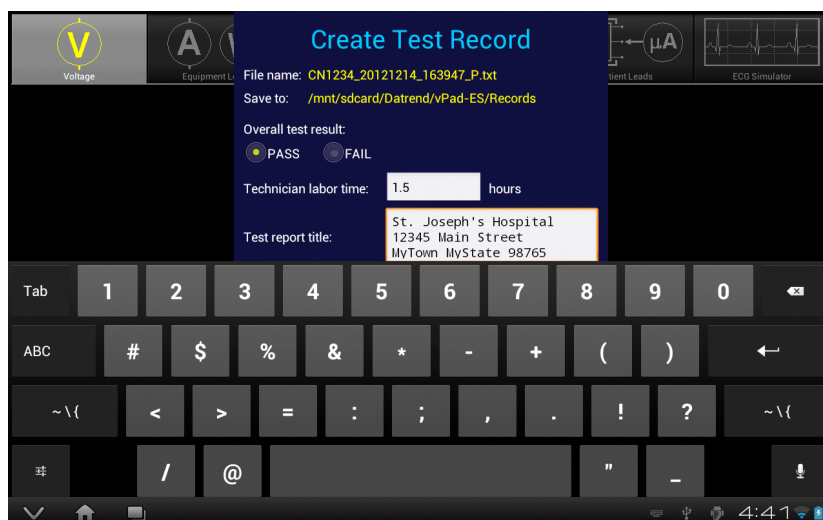 V
Voltage
A
Equipment L
Create Test Record
File name: CN1234_20121214_163947_P.txt
Save to: /mnt/sdcard/Datrend/vPad-ES/Records
Overall test result:
PASS FAIL
Technician labor time: 1.5 hours
Test report title:
St. Joseph's Hospital
12345 Main Street
MyTown MyState 98765
µA
tient Leads
ECG Simulator
Tab 1 2 3 4 5 6 7 8 9 0
ABC # $ % & * - + ( )
~\{ < > = : ; , . ! ? ~\{
/ @ " _
4:41